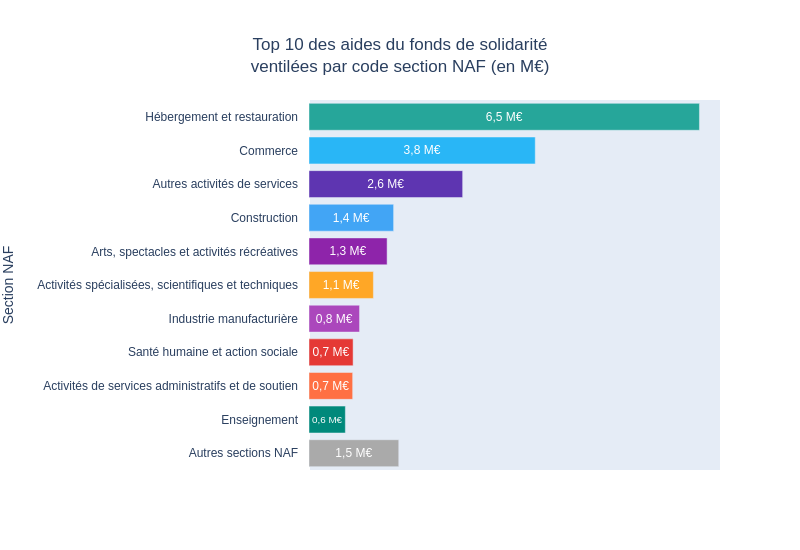 Top 10 des aides du fonds de solidarité
ventilées par code section NAF (en M€)
Section NAF
Hébergement et restauration 6,5 M€
Commerce 3,8 M€
Autres activités de services 2,6 M€
Construction 1,4 M€
Arts, spectacles et activités récréatives 1,3 M€
Activités spécialisées, scientifiques et techniques 1,1 M€
Industrie manufacturière 0,8 M€
Santé humaine et action sociale 0,7 M€
Activités de services administratifs et de soutien 0,7 M€
Enseignement 0,6 M€
Autres sections NAF 1,5 M€